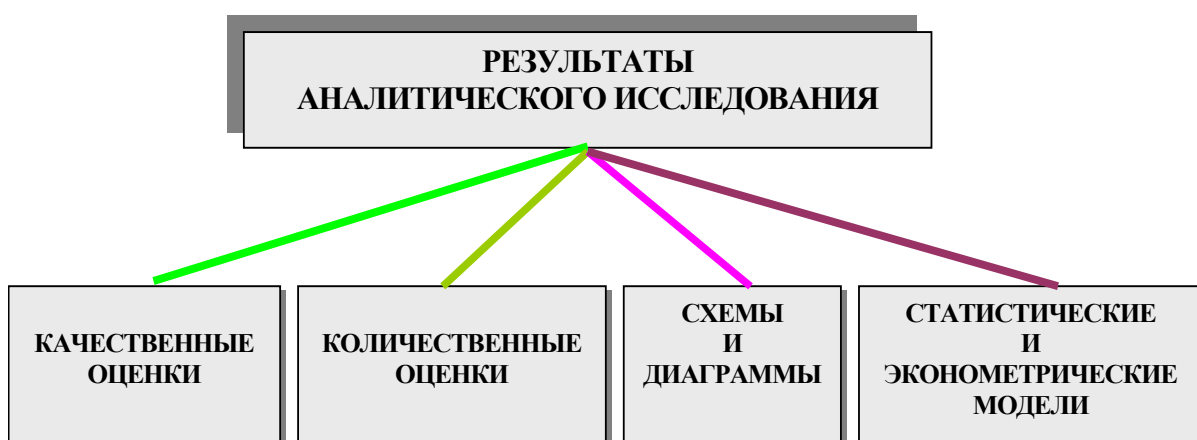 РЕЗУЛЬТАТЫ
АНАЛИТИЧЕСКОГО ИССЛЕДОВАНИЯ
КАЧЕСТВЕННЫЕ
ОЦЕНКИ
КОЛИЧЕСТВЕННЫЕ
ОЦЕНКИ
СХЕМЫ
И
ДИАГРАММЫ
СТАТИСТИЧЕСКИЕ
И
ЭКОНОМЕТРИЧЕСКИЕ
МОДЕЛИ